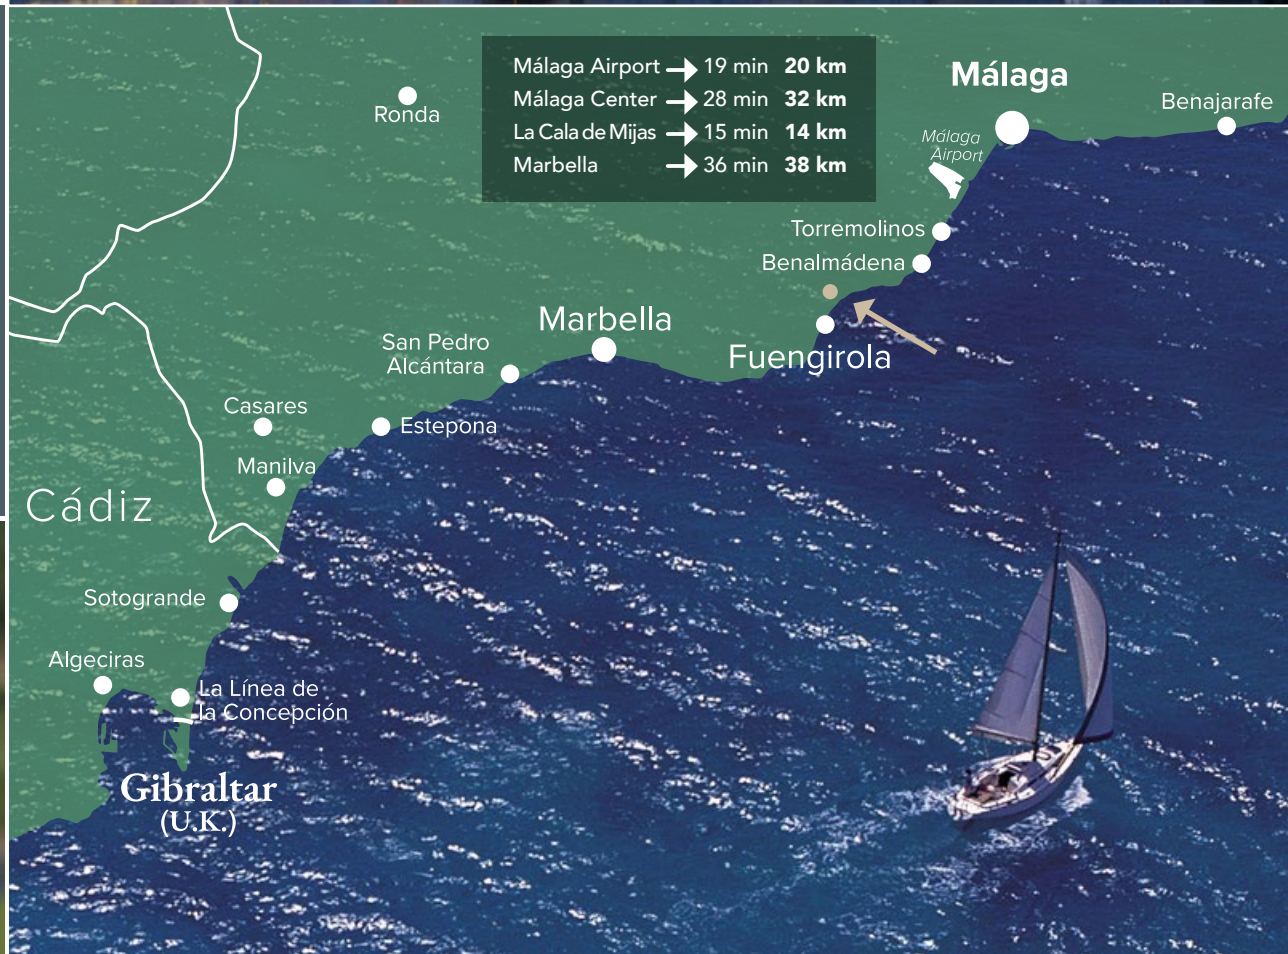 Málaga Airport → 19 min 20 km
Málaga Center → 28 min 32 km
La Cala de Mijas → 15 min 14 km
Marbella → 36 min 38 km
Málaga
Benajarafe
Ronda
Málaga
Airport
Torremolinos
Benalmádena
Marbella
San Pedro
Alcántara
Fuengirola
Casares
Estepona
Manilva
Cádiz
Sotogrande
Algeciras
La Línea de
la Concepción
Gibraltar
(U.K.)